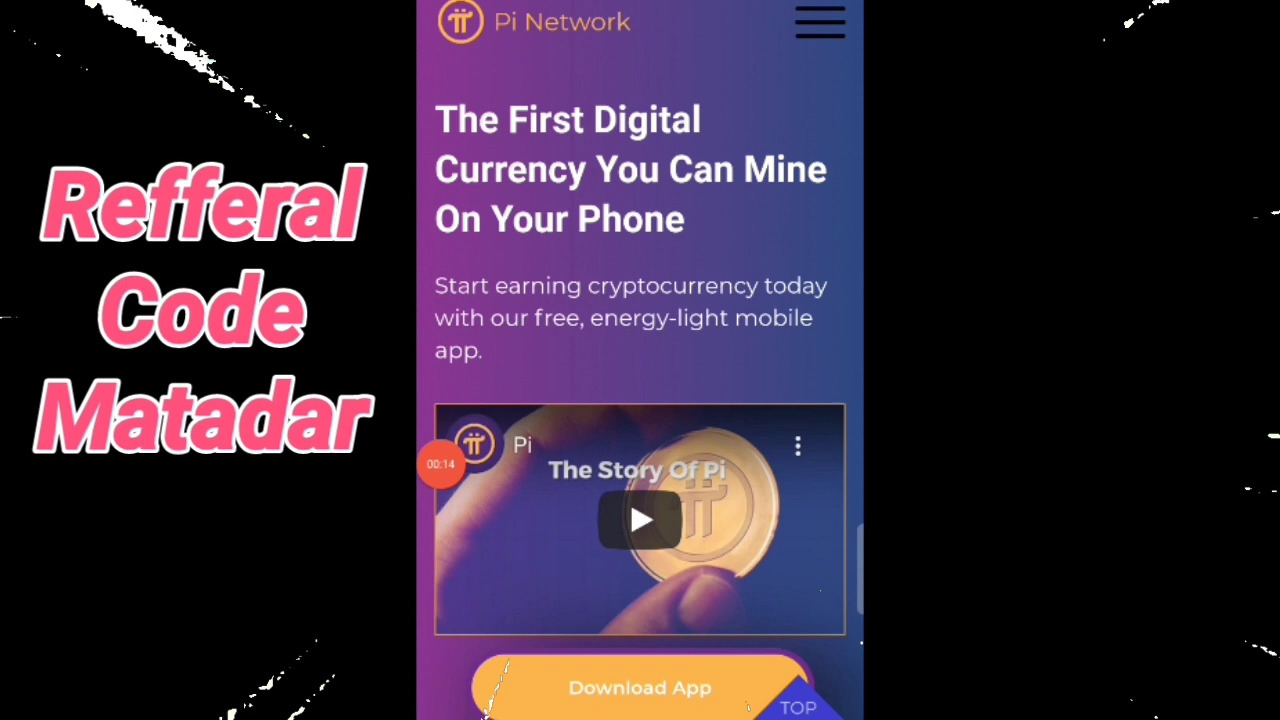 Refferal
Code
Matadar
Pi Network
The First Digital
Currency You Can Mine
On Your Phone
Start earning cryptocurrency today
with our free, energy-light mobile
app.
Pi
The Story Of Pi
00:14
Download App
TOP